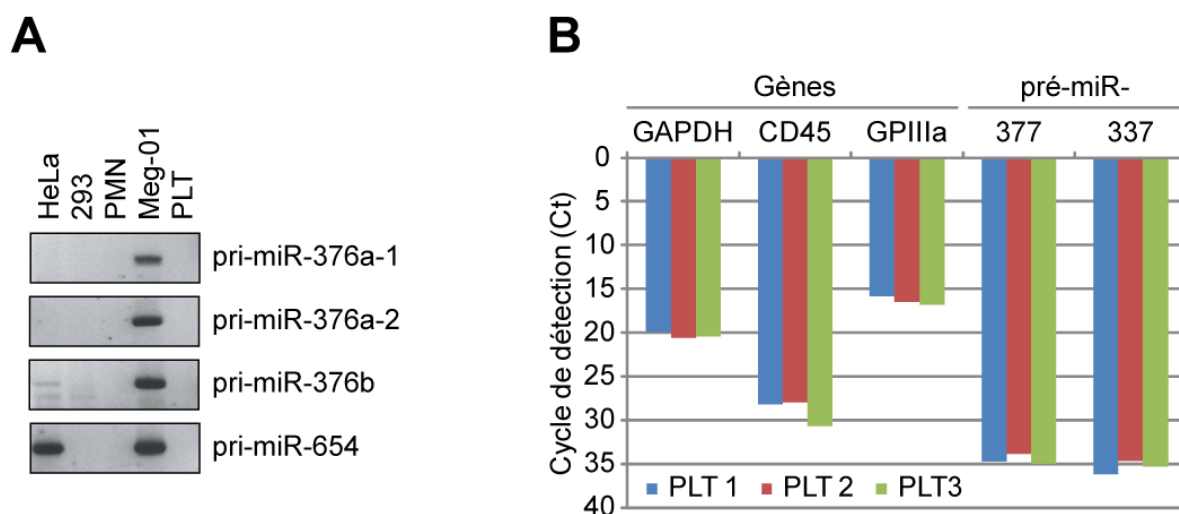 A
HeLa
293
PMN
Meg-01
PLT
pri-miR-376a-1
pri-miR-376a-2
pri-miR-376b
pri-miR-654
B
Gènes pré-miR-
GAPDH CD45 GPIIIa 377 337
Cycle de détection (Ct)
0
5
10
15
20
25
30
35
40
PLT 1 PLT 2 PLT3